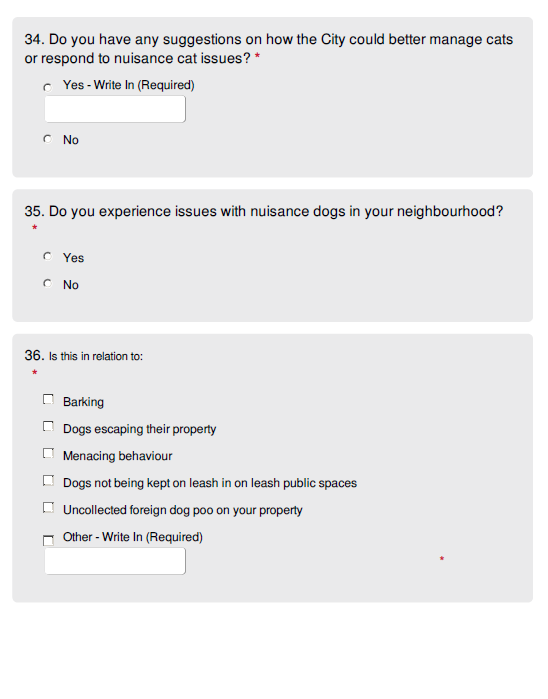 34. Do you have any suggestions on how the City could better manage cats
or respond to nuisance cat issues? *
Yes - Write In (Required)
No
35. Do you experience issues with nuisance dogs in your neighbourhood?
*
Yes
No
36. Is this in relation to:
*
Barking
Dogs escaping their property
Menacing behaviour
Dogs not being kept on leash in on leash public spaces
Uncollected foreign dog poo on your property
Other - Write In (Required)
*